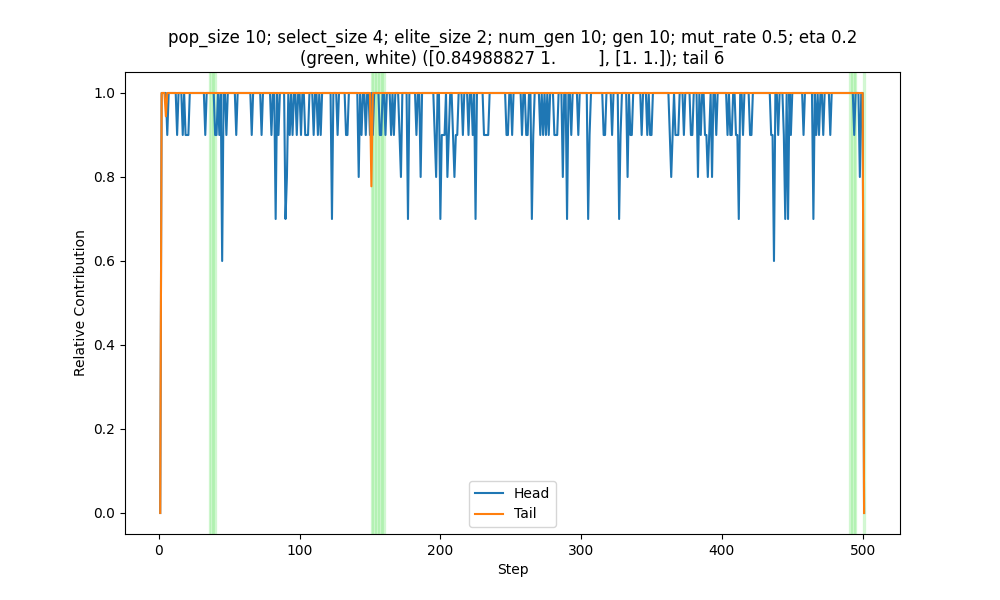 pop_size 10; select_size 4; elite_size 2; num_gen 10; gen 10; mut_rate 0.5; eta 0.2
(green, white) ([0.84988827 1.        ], [1. 1.]); tail 6
Relative Contribution
1.0
0.8
0.6
0.4
0.2
0.0
Head
Tail
0
100
200
300
400
500
Step